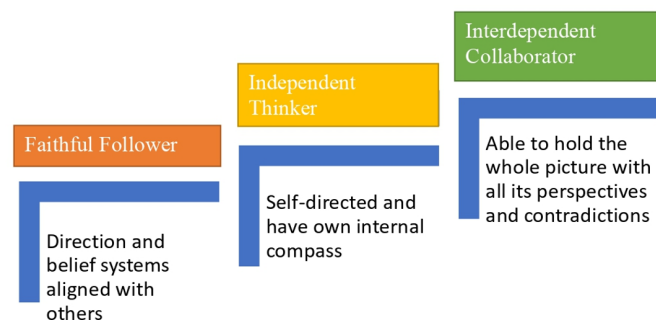 Faithful Follower
Direction and
belief systems
aligned with
others
Independent
Thinker
Self-directed and
have own internal
compass
Interdependent
Collaborator
Able to hold the
whole picture with
all its perspectives
and contradictions